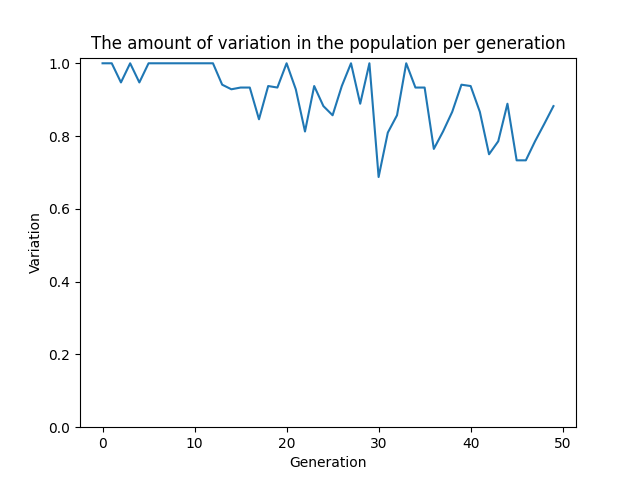 The amount of variation in the population per generation
1.0
0.8
0.6
0.4
0.2
0.0
Variation
0 10 20 30 40 50
Generation